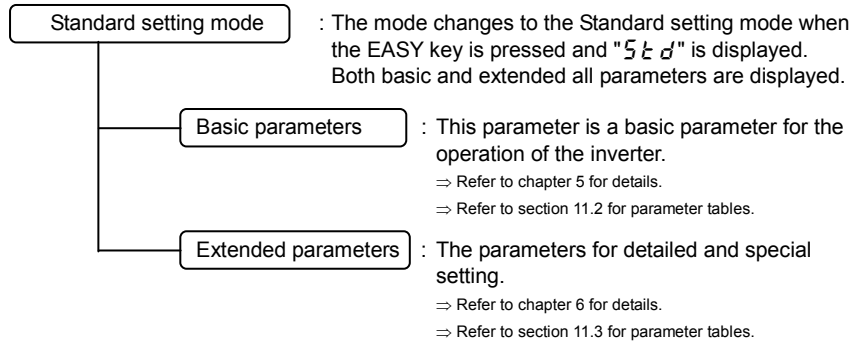 Standard setting mode : The mode changes to the Standard setting mode when
the EASY key is pressed and "Std" is displayed.
Both basic and extended all parameters are displayed.
Basic parameters : This parameter is a basic parameter for the
operation of the inverter.
⇒ Refer to chapter 5 for details.
⇒ Refer to section 11.2 for parameter tables.
Extended parameters : The parameters for detailed and special
setting.
⇒ Refer to chapter 6 for details.
⇒ Refer to section 11.3 for parameter tables.